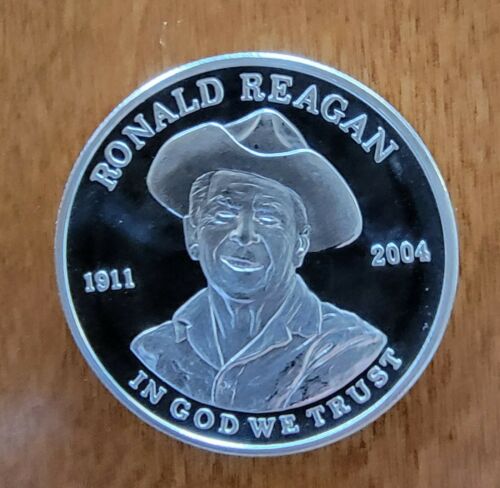 RONALD REAGAN
1911
2004
IN GOD WE TRUST